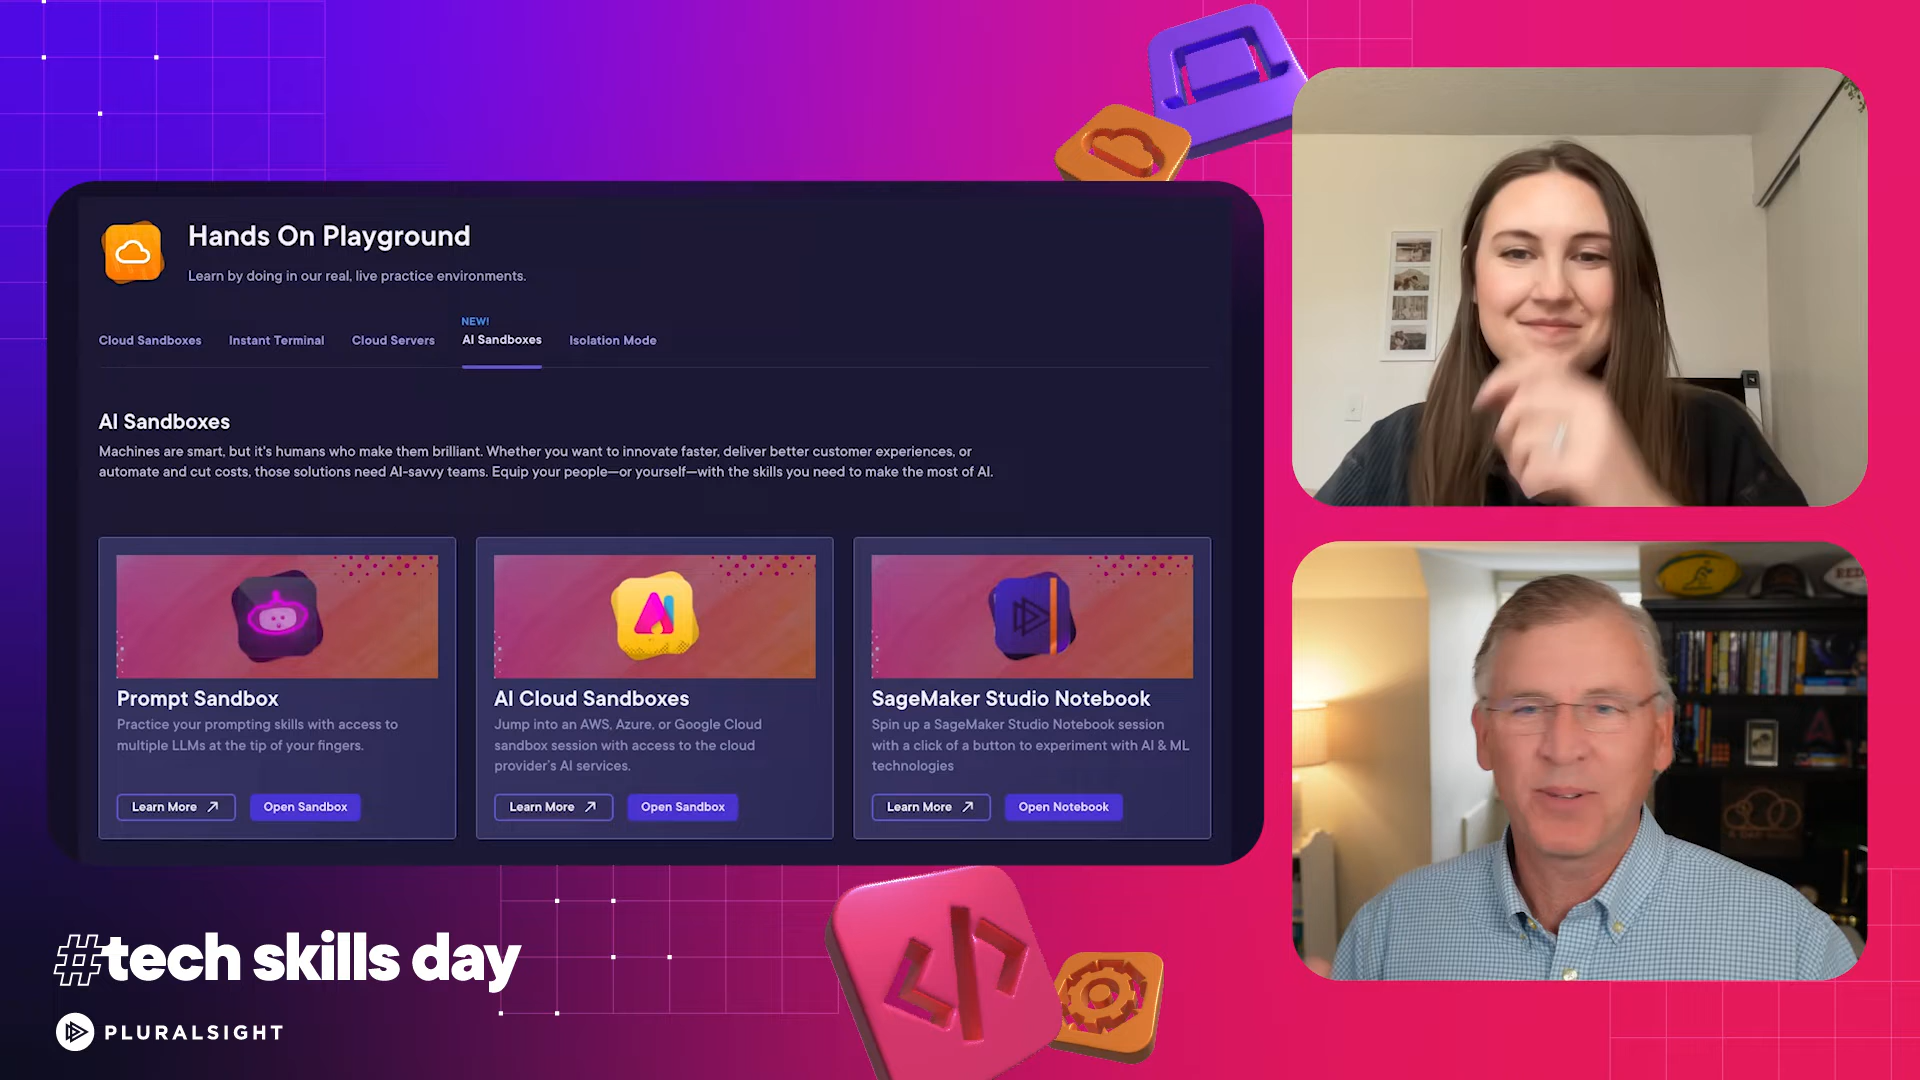 Hands On Playground
Learn by doing in our real, live practice environments.
NEW!
Cloud Sandboxes Instant Terminal Cloud Servers AI Sandboxes Isolation Mode
AI Sandboxes
Machines are smart, but it's humans who make them brilliant. Whether you want to innovate faster, deliver better customer experiences, or
automate and cut costs, those solutions need AI-savvy teams. Equip your people—or yourself—with the skills you need to make the most of AI.
Prompt Sandbox
Practice your prompting skills with access to
multiple LLMs at the tip of your fingers.
Learn More Open Sandbox
AI Cloud Sandboxes
Jump into an AWS, Azure, or Google Cloud
sandbox session with access to the cloud
provider's AI services.
Learn More Open Sandbox
SageMaker Studio Notebook
Spin up a SageMaker Studio Notebook session
with a click of a button to experiment with AI & ML
technologies
Learn More Open Notebook
RED
#tech skills day
PLURALSIGHT